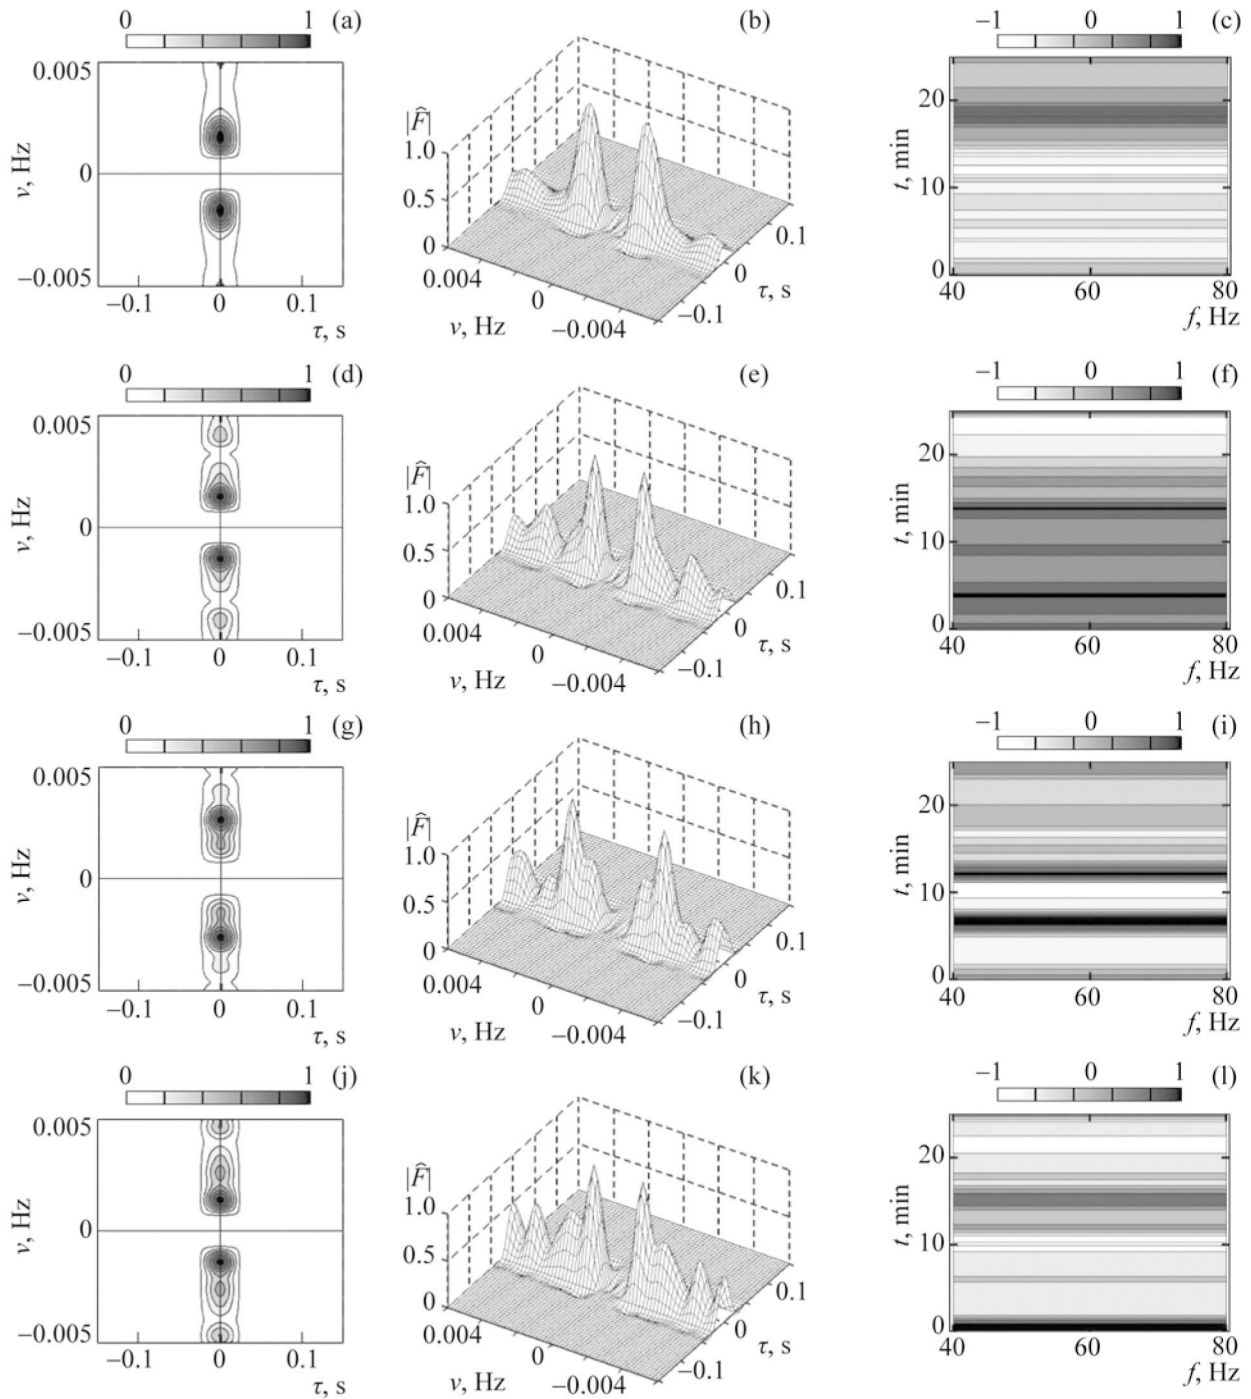 0 1 (a)
0.005
ν, Hz
0
−0.005
−0.1 0 0.1
τ, s
(b)
|F̂|
1.0
0.5
0
0.004
0
−0.004
ν, Hz
0.1
0
−0.1
τ, s
−1 0 1 (c)
20
t, min
10
0
40 60 80
f, Hz
0 1 (d)
0.005
ν, Hz
0
−0.005
−0.1 0 0.1
τ, s
(e)
|F̂|
1.0
0.5
0
0.004
0
−0.004
ν, Hz
0.1
0
−0.1
τ, s
−1 0 1 (f)
20
t, min
10
0
40 60 80
f, Hz
0 1 (g)
0.005
ν, Hz
0
−0.005
−0.1 0 0.1
τ, s
(h)
|F̂|
1.0
0.5
0
0.004
0
−0.004
ν, Hz
0.1
0
−0.1
τ, s
−1 0 1 (i)
20
t, min
10
0
40 60 80
f, Hz
0 1 (j)
0.005
ν, Hz
0
−0.005
−0.1 0 0.1
τ, s
(k)
|F̂|
1.0
0.5
0
0.004
0
−0.004
ν, Hz
0.1
0
−0.1
τ, s
−1 0 1 (l)
20
t, min
10
0
40 60 80
f, Hz